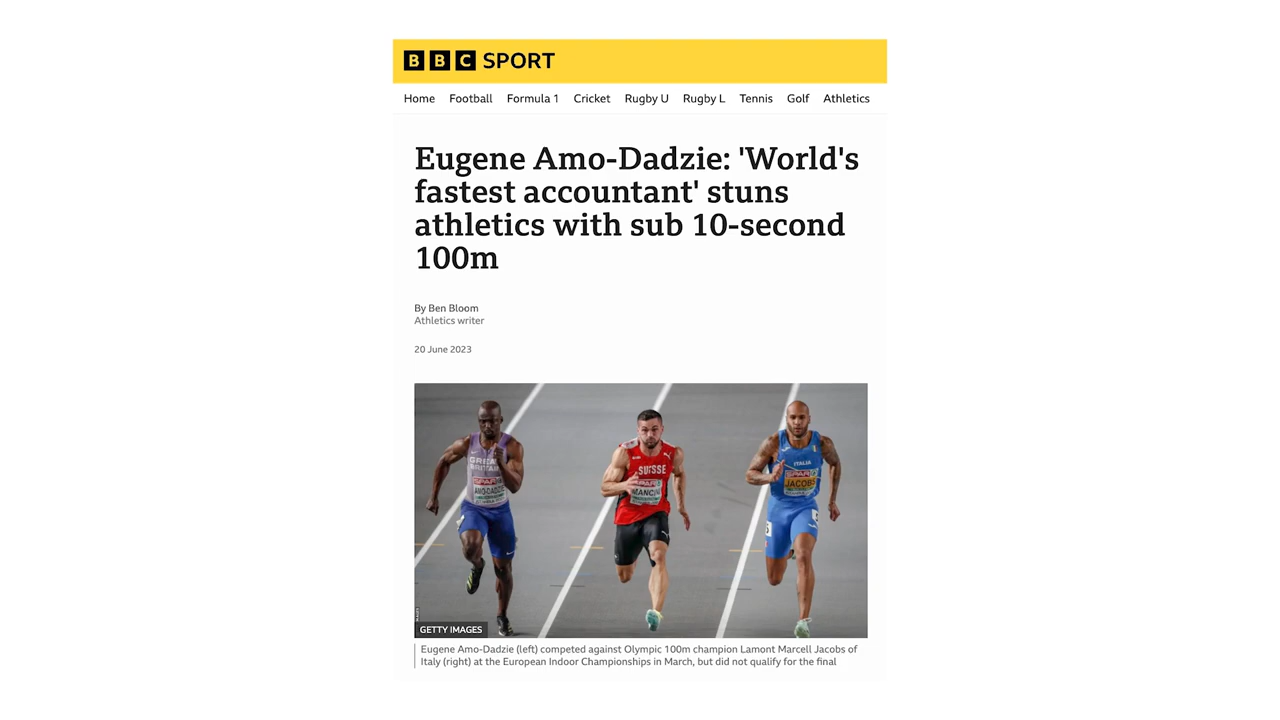 BBC SPORT
Home Football Formula 1 Cricket Rugby U Rugby L Tennis Golf Athletics
Eugene Amo-Dadzie: 'World's
fastest accountant' stuns
athletics with sub 10-second
100m
By Ben Bloom
Athletics writer
20 June 2023
GREAT
BRITAIN
SPAR
AMO-DADZIE
SUISSE
SPAR
MANCINI
ITALIA
SPAR
JACOBS
GETTY IMAGES
Eugene Amo-Dadzie (left) competed against Olympic 100m champion Lamont Marcell Jacobs of
Italy (right) at the European Indoor Championships in March, but did not qualify for the final